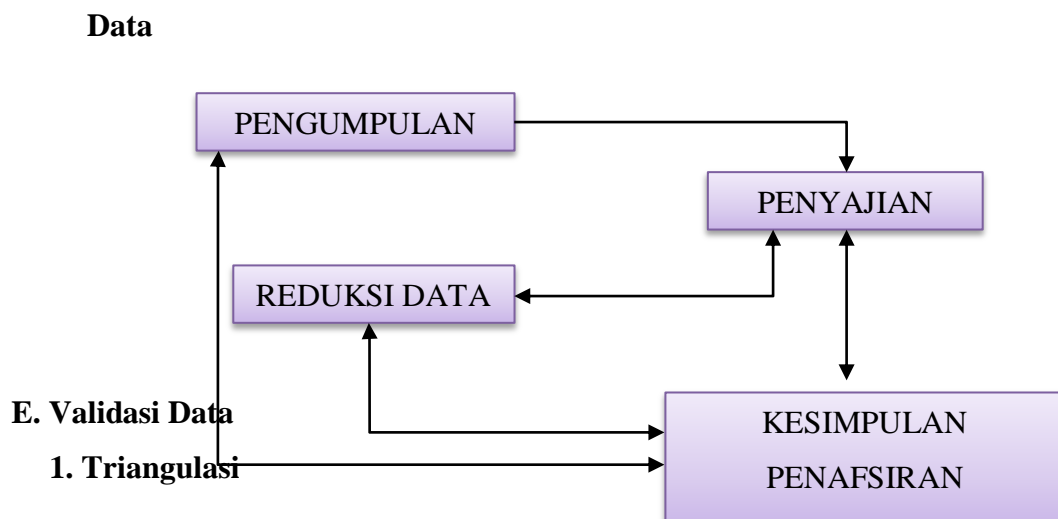 Data
PENGUMPULAN
PENYAJIAN
REDUKSI DATA
E. Validasi Data
KESIMPULAN
1. Triangulasi
PENAFSIRAN